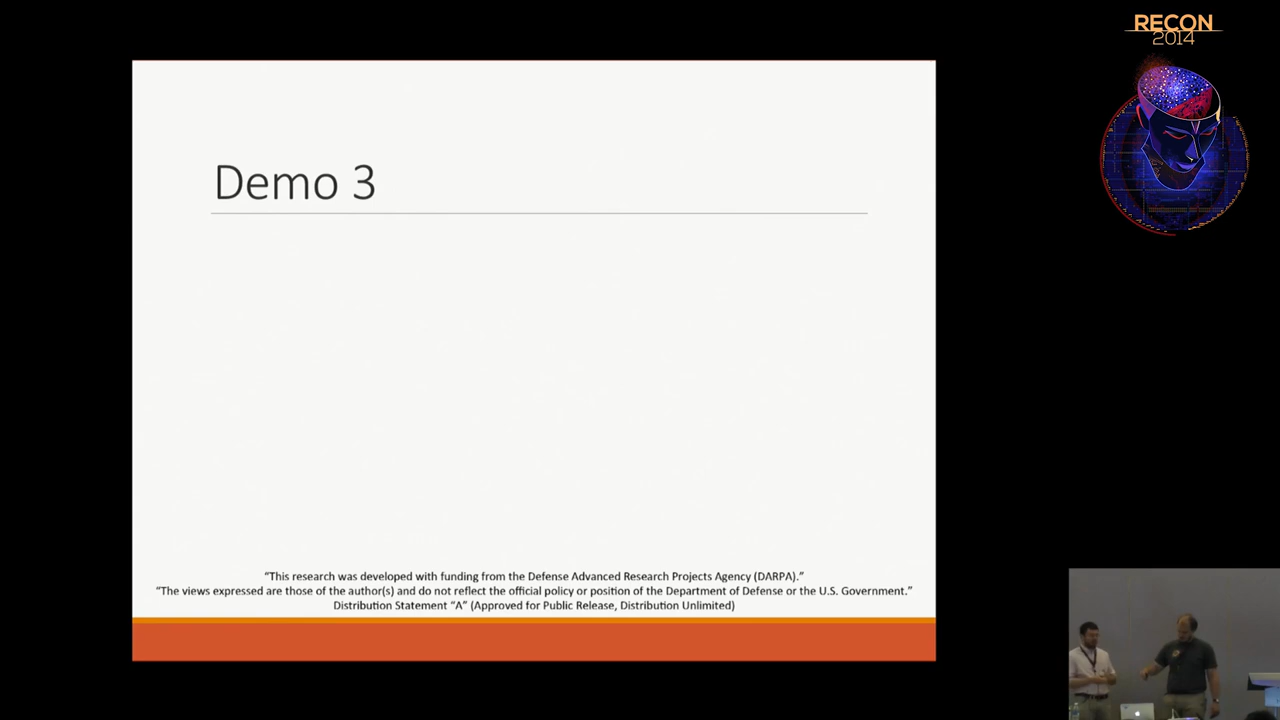 RECON
2014
Demo 3
“This research was developed with funding from the Defense Advanced Research Projects Agency (DARPA).”
“The views expressed are those of the author(s) and do not reflect the official policy or position of the Department of Defense or the U.S. Government.”
Distribution Statement “A” (Approved for Public Release, Distribution Unlimited)